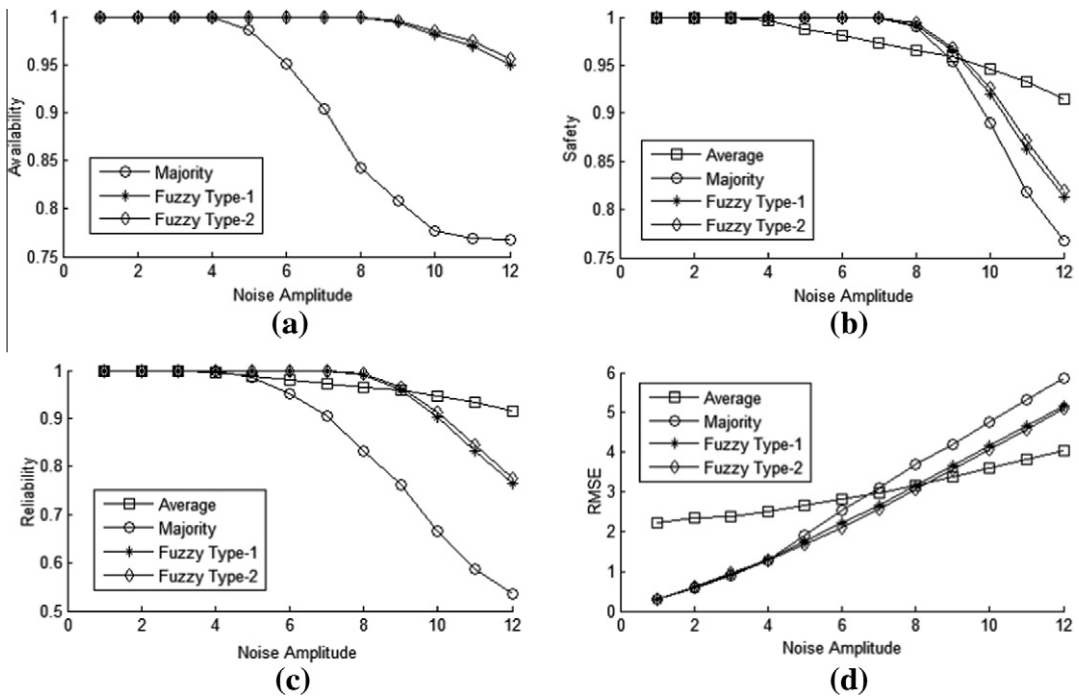 1
0.95
0.9
0.85
0.8
0.75
Availability
Majority
Fuzzy Type-1
Fuzzy Type-2
0 2 4 6 8 10 12
Noise Amplitude
(a)
1
0.95
0.9
0.85
0.8
0.75
Safety
Average
Majority
Fuzzy Type-1
Fuzzy Type-2
0 2 4 6 8 10 12
Noise Amplitude
(b)
1
0.9
0.8
0.7
0.6
0.5
Reliability
Average
Majority
Fuzzy Type-1
Fuzzy Type-2
0 2 4 6 8 10 12
Noise Amplitude
(c)
6
5
4
3
2
1
0
RMSE
Average
Majority
Fuzzy Type-1
Fuzzy Type-2
0 2 4 6 8 10 12
Noise Amplitude
(d)